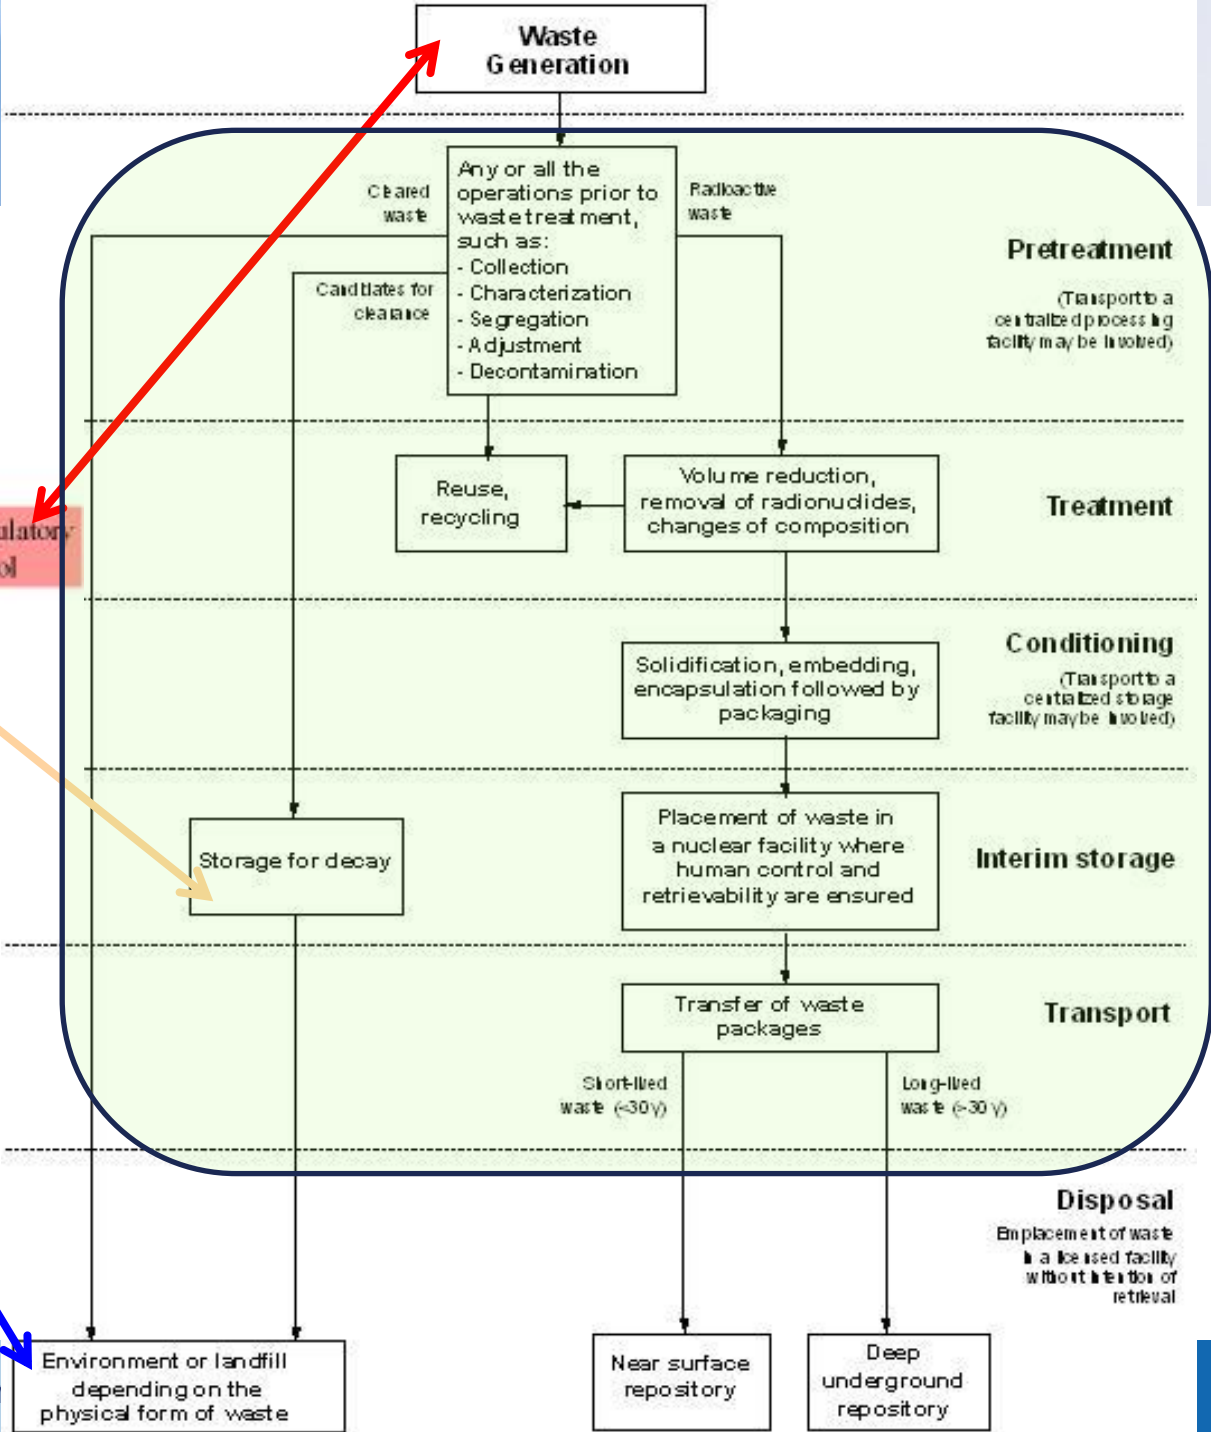 Waste
Generation
Cleared
waste
Any or all the
operations prior to
waste treatment,
such as:
- Collection
- Characterization
- Segregation
- Adjustment
- Decontamination
Radioactive
waste
Pretreatment
(Transport to a
centralized processing
facility may be involved)
Candidates for
clearance
Reuse,
recycling
Volume reduction,
removal of radionuclides,
changes of composition
Treatment
ulatory
ol
Solidification, embedding,
encapsulation followed by
packaging
Conditioning
(Transport to a
centralized storage
facility may be involved)
Storage for decay
Placement of waste in
a nuclear facility where
human control and
retrievability are ensured
Interim storage
Transfer of waste
packages
Transport
Short-lived
waste (<30 y)
Long-lived
waste (>30 y)
Disposal
Emplacement of waste
in a licensed facility
without intention of
retrieval
Environment or landfill
depending on the
physical form of waste
Near surface
repository
Deep
underground
repository